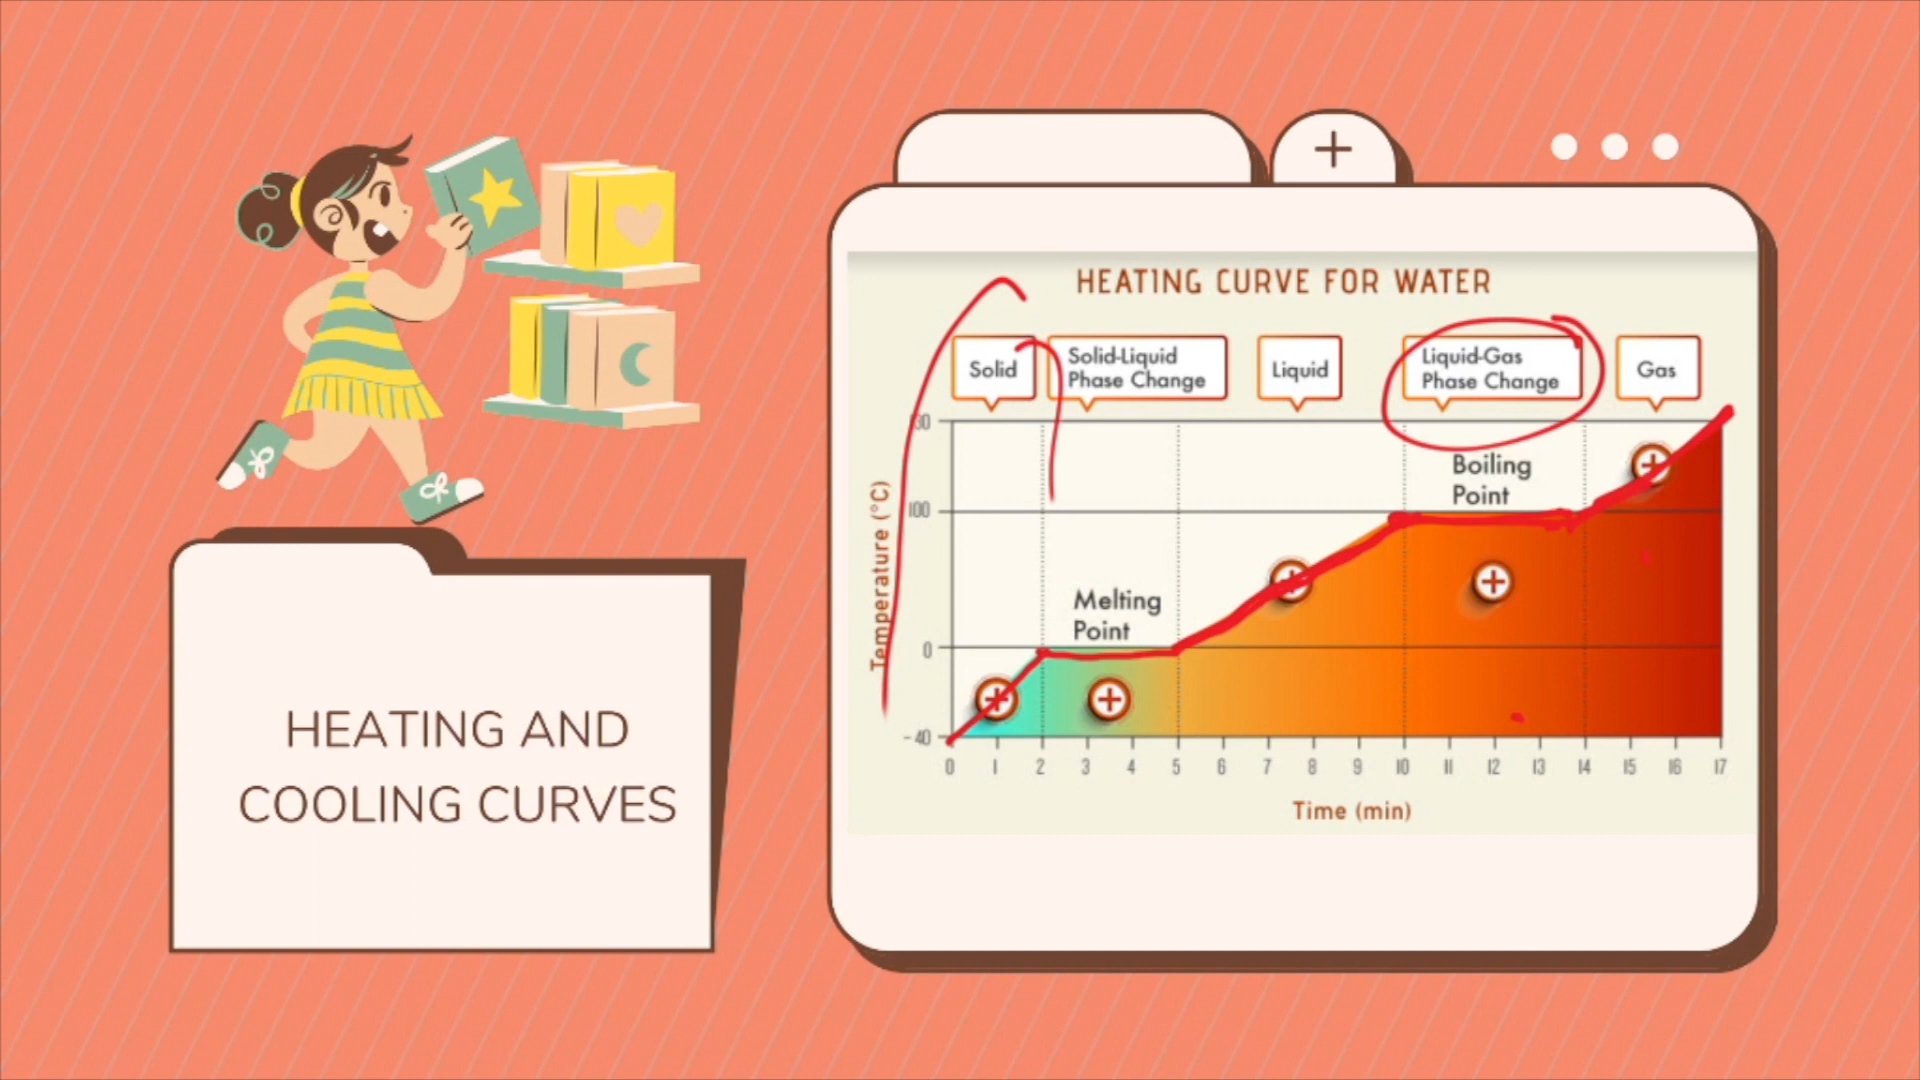 HEATING AND
COOLING CURVES
+
HEATING CURVE FOR WATER
Solid
Solid-Liquid
Phase Change
Liquid
Liquid-Gas
Phase Change
Gas
Boiling
Point
Melting
Point
Temperature (°C)
100
0
-40
0 1 2 3 4 5 6 7 8 9 10 11 12 13 14 15 16 17
Time (min)